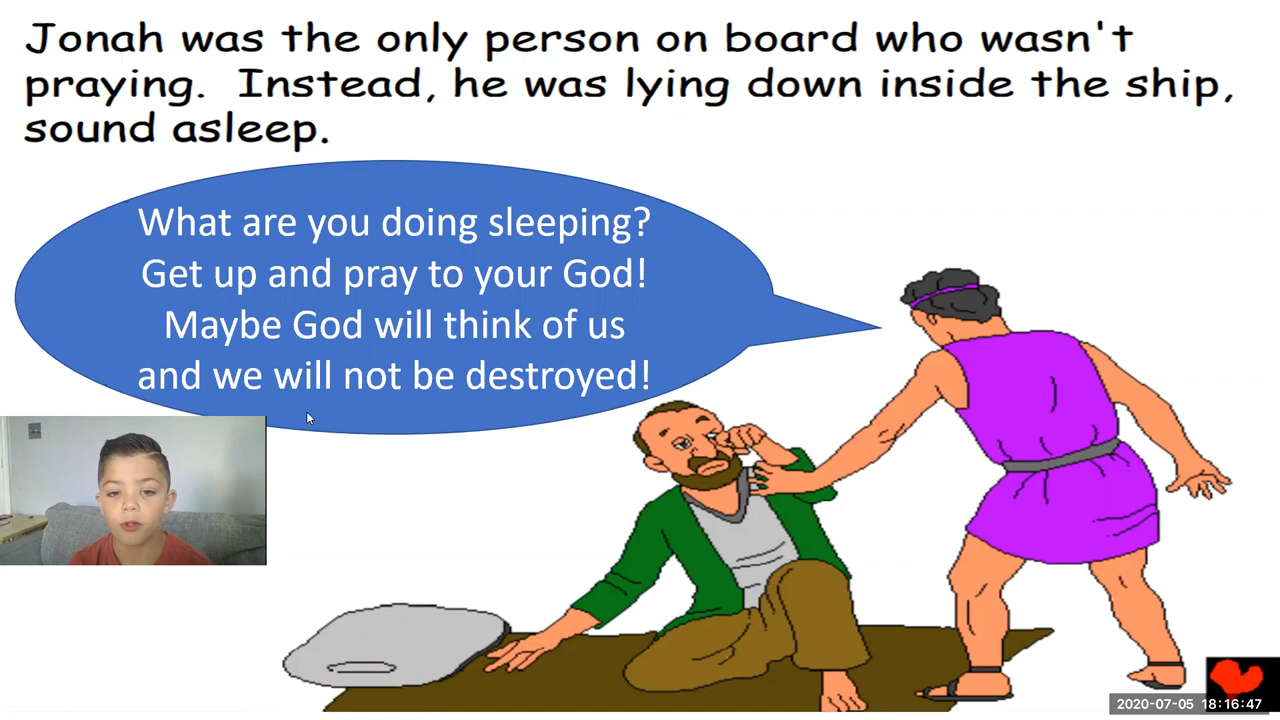 Jonah was the only person on board who wasn't
praying. Instead, he was lying down inside the ship,
sound asleep.
What are you doing sleeping?
Get up and pray to your God!
Maybe God will think of us
and we will not be destroyed!
2020-07-05 18:16:47